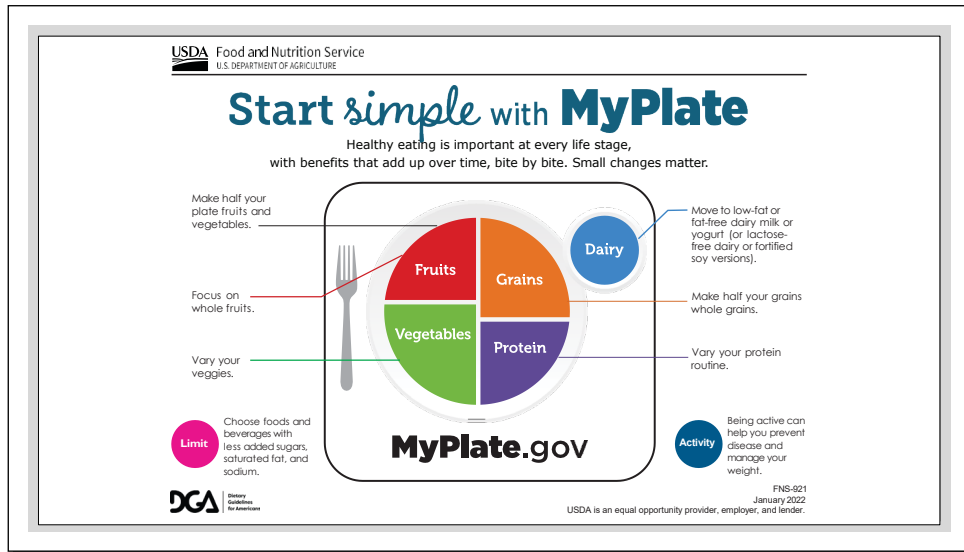 USDA Food and Nutrition Service
U.S. DEPARTMENT OF AGRICULTURE
Start simple with MyPlate
Healthy eating is important at every life stage,
with benefits that add up over time, bite by bite. Small changes matter.
Make half your
plate fruits and
vegetables.
Focus on
whole fruits.
Vary your
veggies.
Fruits
Grains
Vegetables
Protein
Dairy
Move to low-fat or
fat-free dairy milk or
yogurt (or lactose-
free dairy or fortified
soy versions).
Make half your grains
whole grains.
Vary your protein
routine.
MyPlate.gov
Limit
Choose foods and
beverages with
less added sugars,
saturated fat, and
sodium.
Activity
Being active can
help you prevent
disease and
manage your
weight.
DGA
Dietary
Guidelines
for Americans
FNS-921
January 2022
USDA is an equal opportunity provider, employer, and lender.